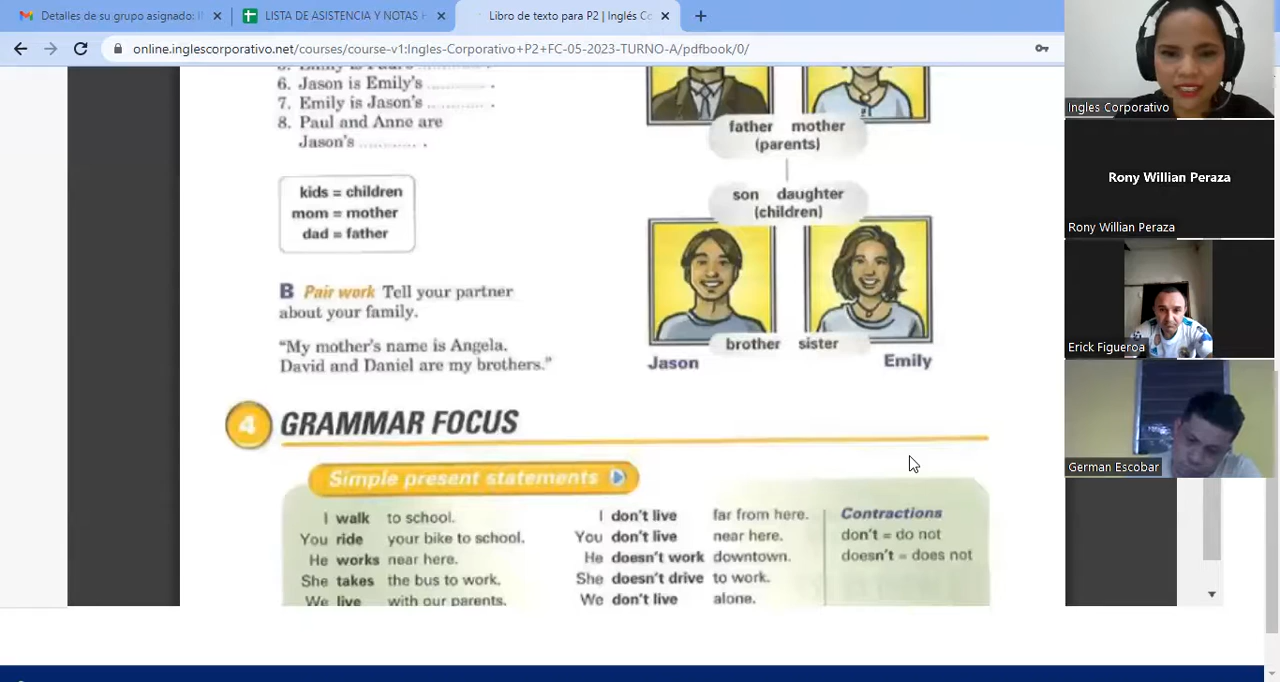 Detalles de su grupo asignado: I
LISTA DE ASISTENCIA Y NOTAS
Libro de texto para P2 | Inglés Co
online.inglescorporativo.net/courses/course-v1:Ingles-Corporativo+P2+FC-05-2023-TURNO-A/pdfbook/0/
6. Jason is Emily's ............ .
7. Emily is Jason's ............ .
8. Paul and Anne are
Jason's ............ .
kids = children
mom = mother
dad = father
B Pair work Tell your partner
about your family.
"My mother's name is Angela.
David and Daniel are my brothers."
father mother
(parents)
son daughter
(children)
brother sister
Jason
Emily
4 GRAMMAR FOCUS
Simple present statements
I walk to school.
You ride your bike to school.
He works near here.
She takes the bus to work.
We live with our parents.
I don't live far from here.
You don't live near here.
He doesn't work downtown.
She doesn't drive to work.
We don't live alone.
Contractions
don't = do not
doesn't = does not
Ingles Corporativo
Rony Willian Peraza
Rony Willian Peraza
Erick Figueroa
German Escobar